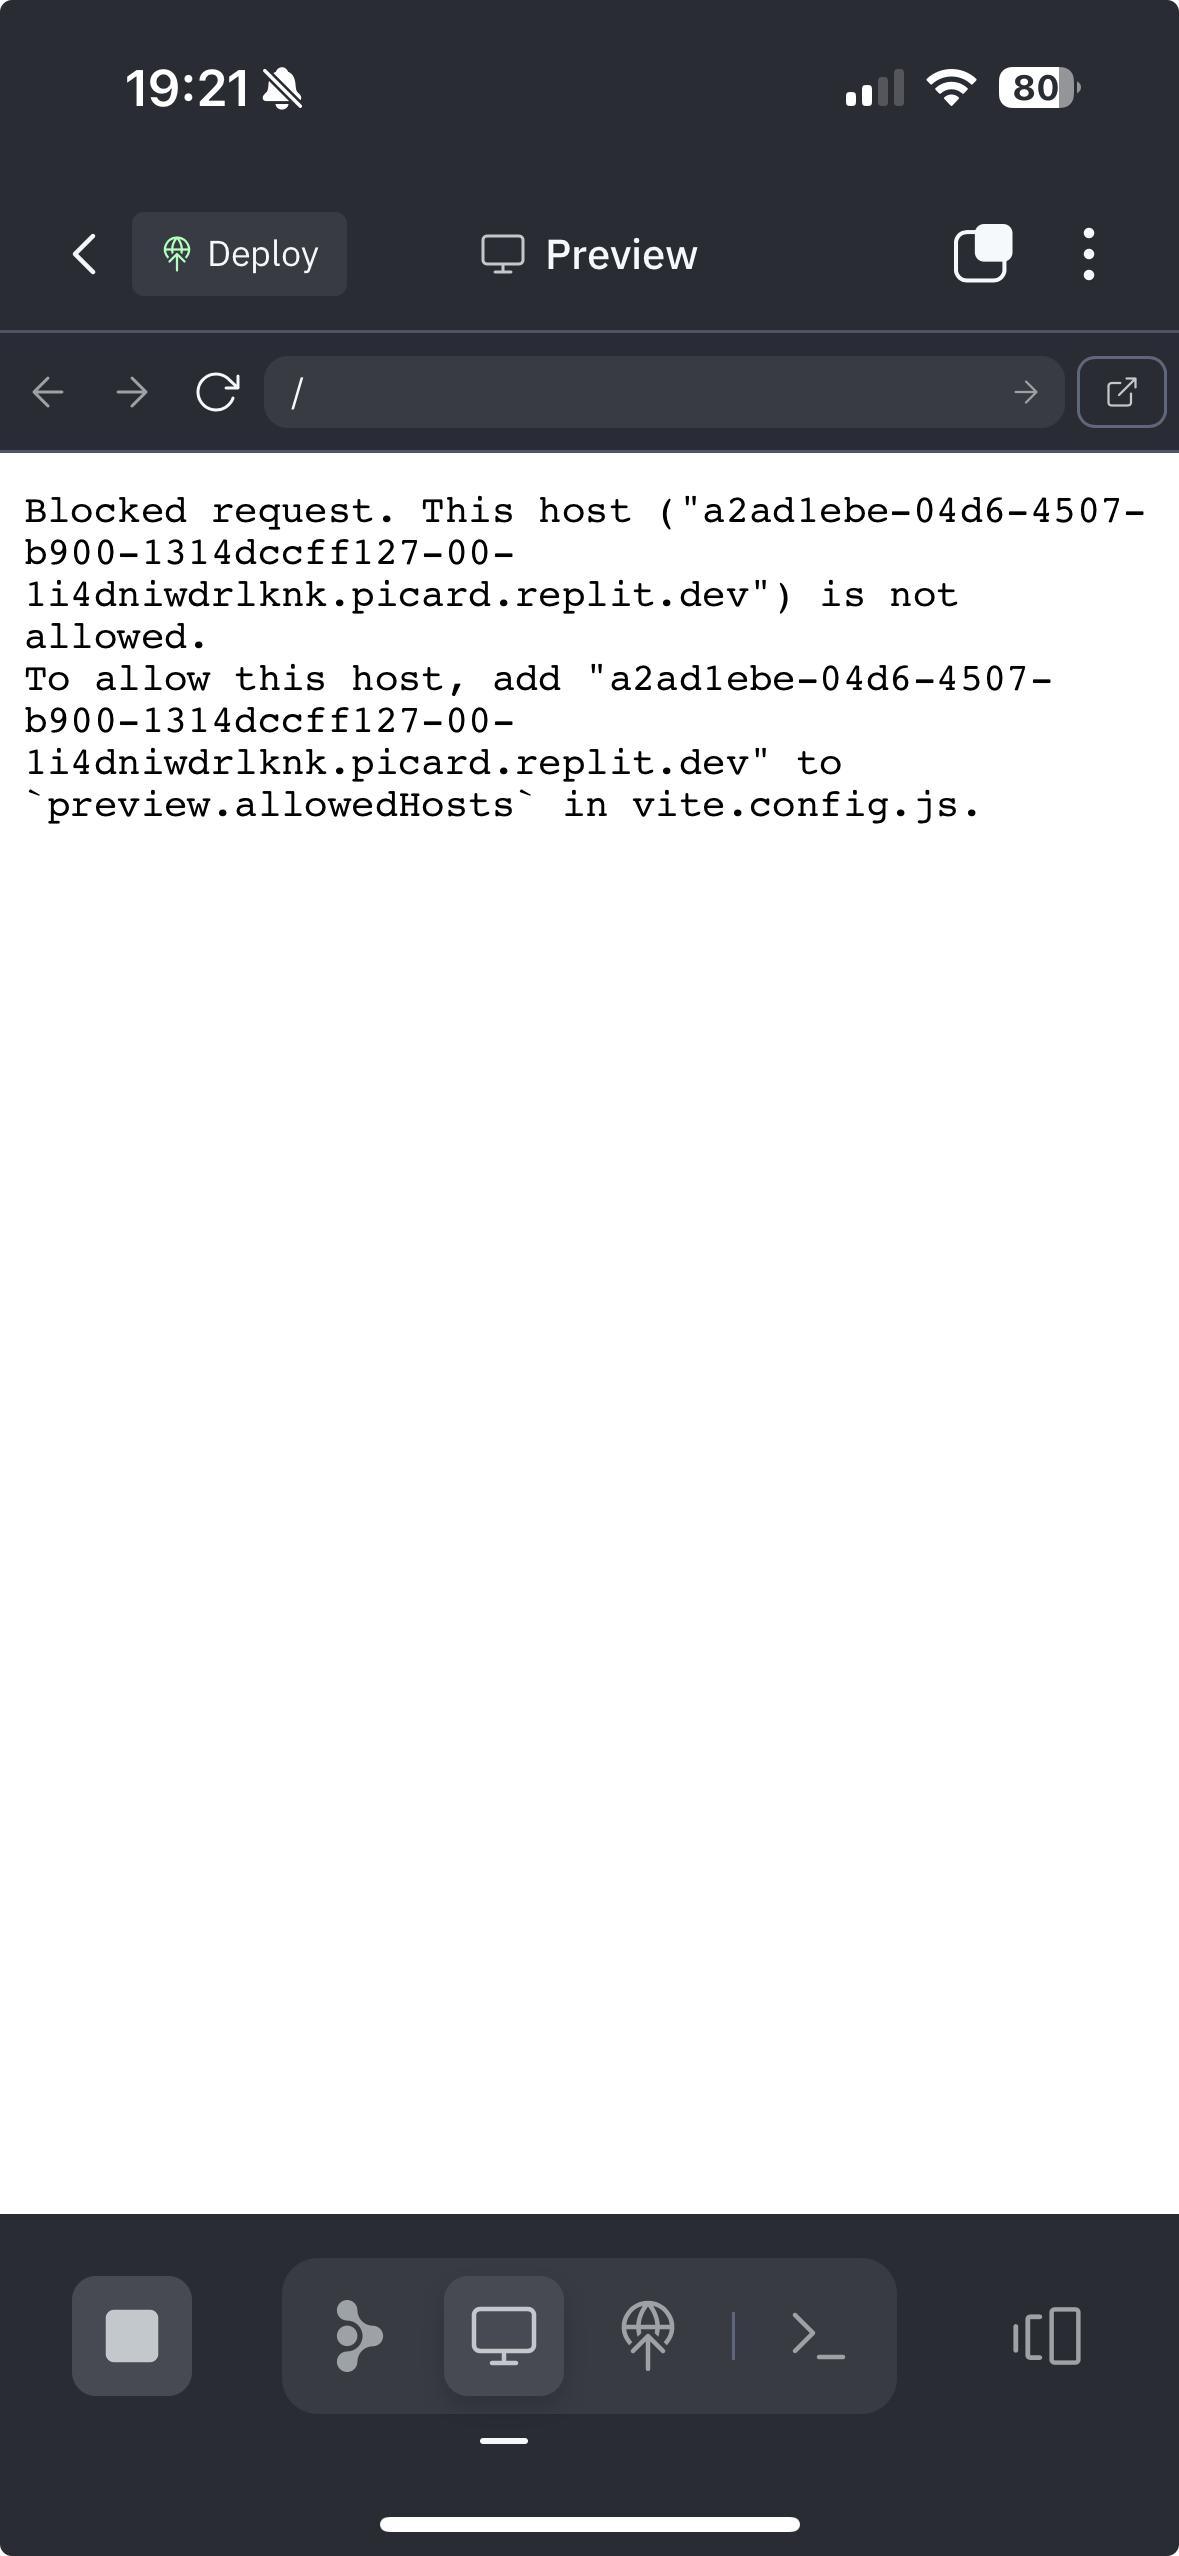 19:21
80
Deploy
Preview
/
Blocked request. This host ("a2ad1ebe-04d6-4507-
b900-1314dccff127-00-
1i4dniwdrlknk.picard.replit.dev") is not
allowed.
To allow this host, add "a2ad1ebe-04d6-4507-
b900-1314dccff127-00-
1i4dniwdrlknk.picard.replit.dev" to
`preview.allowedHosts` in vite.config.js.